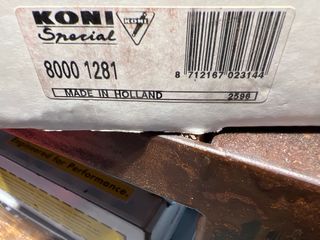 KONI
KONI
Special
8000 1281
8 712167 023144
MADE IN HOLLAND 2596
Engineered for Performance.